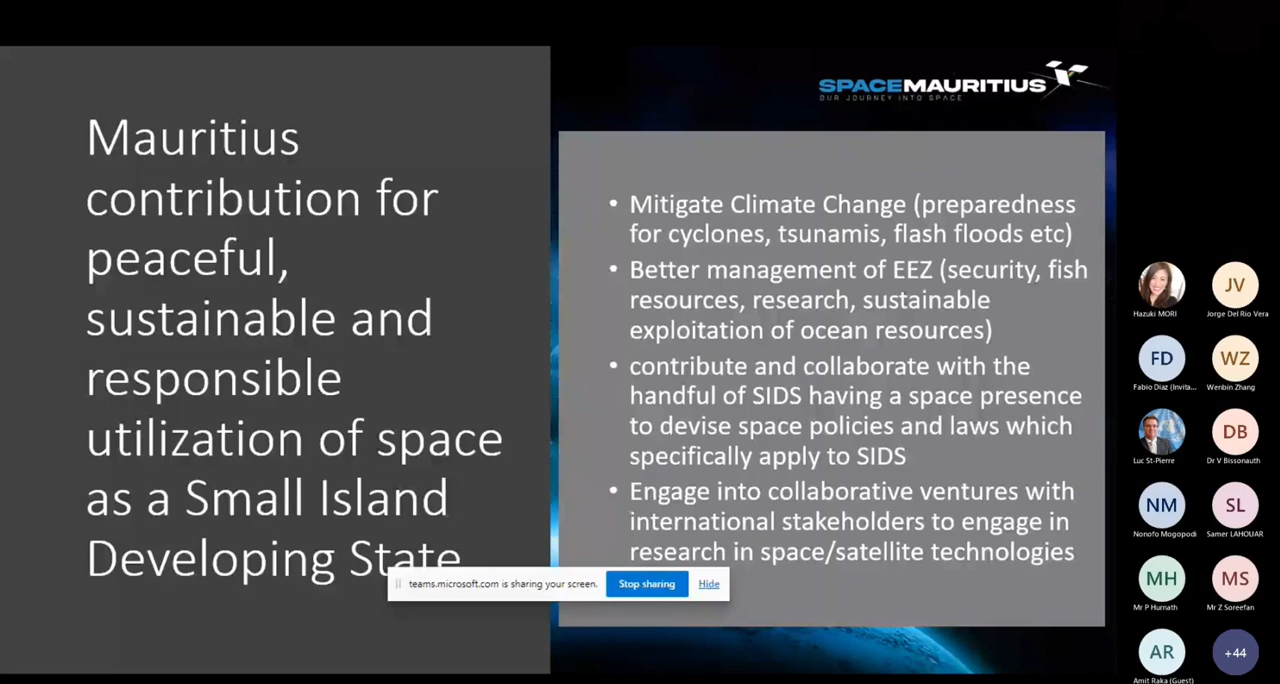 Mauritius
contribution for
peaceful,
sustainable and
responsible
utilization of space
as a Small Island
Developing State
SPACEMAURITIUS
OUR JOURNEY INTO SPACE
• Mitigate Climate Change (preparedness
for cyclones, tsunamis, flash floods etc)
• Better management of EEZ (security, fish
resources, research, sustainable
exploitation of ocean resources)
• contribute and collaborate with the
handful of SIDS having a space presence
to devise space policies and laws which
specifically apply to SIDS
• Engage into collaborative ventures with
international stakeholders to engage in
research in space/satellite technologies
teams.microsoft.com is sharing your screen.
Stop sharing
Hide
Hazuki MORI
JV
Jorge Del Rio Vera
FD
Fabio Diaz (Invita...
WZ
Wenbin Zhang
Luc St-Pierre
DB
Dr V Bissonauth
NM
Nonofo Mogopodi
SL
Samer LAHOUAR
MH
Mr P Hurnath
MS
Mr Z Soreefan
AR
Amit Raka (Guest)
+44